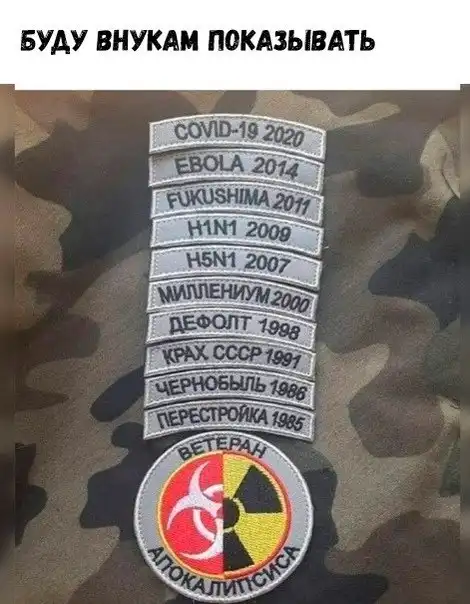 БУДУ ВНУКАМ ПОКАЗЫВАТЬ
COVID-19 2020
EBOLA 2014
FUKUSHIMA 2011
H1N1 2009
H5N1 2007
МИЛЛЕНИУМ 2000
ДЕФОЛТ 1998
КРАХ СССР 1991
ЧЕРНОБЫЛЬ 1986
ПЕРЕСТРОЙКА 1985
ВЕТЕРАН
АПОКАЛИПСИСА